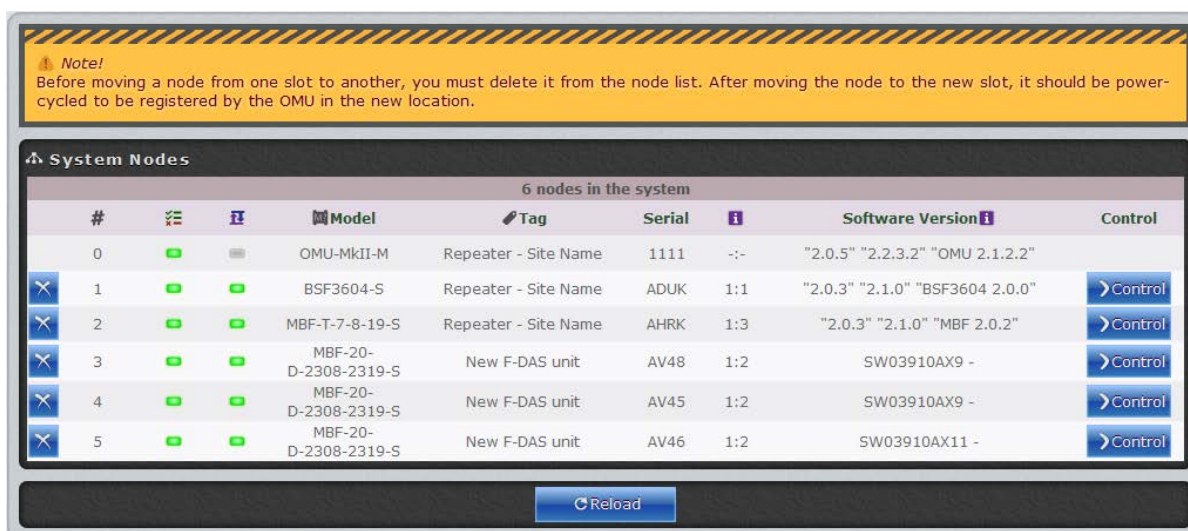 Note!
Before moving a node from one slot to another, you must delete it from the node list. After moving the node to the new slot, it should be power-
cycled to be registered by the OMU in the new location.
System Nodes
6 nodes in the system
# Model Tag Serial Software Version Control
0 OMU-MkII-M Repeater - Site Name 1111 -:- "2.0.5" "2.2.3.2" "OMU 2.1.2.2"
1 BSF3604-S Repeater - Site Name ADUK 1:1 "2.0.3" "2.1.0" "BSF3604 2.0.0" Control
2 MBF-T-7-8-19-S Repeater - Site Name AHRK 1:3 "2.0.3" "2.1.0" "MBF 2.0.2" Control
3 MBF-20-
D-2308-2319-S New F-DAS unit AV48 1:2 SW03910AX9 - Control
4 MBF-20-
D-2308-2319-S New F-DAS unit AV45 1:2 SW03910AX9 - Control
5 MBF-20-
D-2308-2319-S New F-DAS unit AV46 1:2 SW03910AX11 - Control
Reload